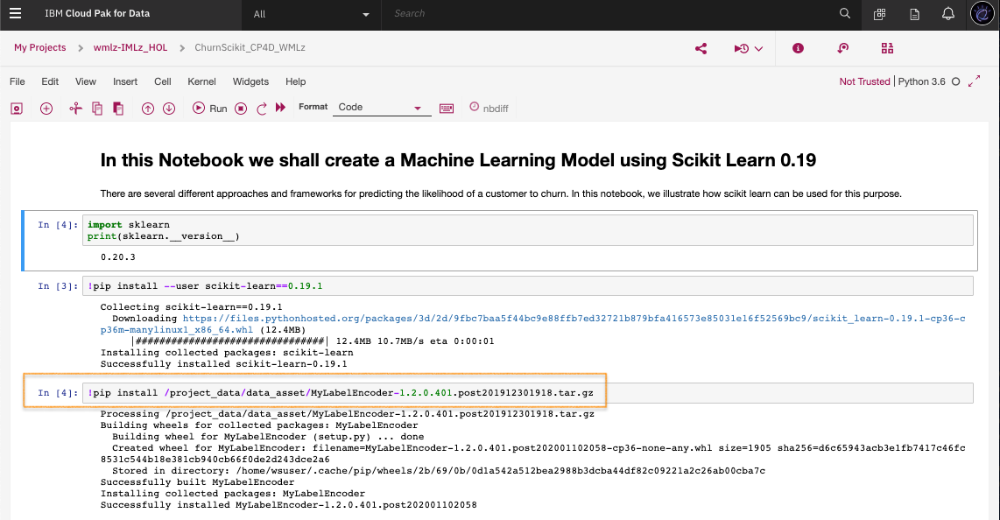 IBM Cloud Pak for Data All Search
My Projects > wmlz-IMLz_HOL > ChurnScikit_CP4D_WMLz
File Edit View Insert Cell Kernel Widgets Help Not Trusted | Python 3.6
Run Format Code nbdiff
In this Notebook we shall create a Machine Learning Model using Scikit Learn 0.19
There are several different approaches and frameworks for predicting the likelihood of a customer to churn. In this notebook, we illustrate how scikit learn can be used for this purpose.
In [4]: import sklearn
print(sklearn.__version__)
0.20.3
In [3]: !pip install --user scikit-learn==0.19.1
Collecting scikit-learn==0.19.1
Downloading https://files.pythonhosted.org/packages/3d/2d/9fbc7baa5f44bc9e88ffb7ed32721b879bfa416573e85031e16f52569bc9/scikit_learn-0.19.1-cp36-c
p36m-manylinux1_x86_64.whl (12.4MB)
|################################| 12.4MB 10.7MB/s eta 0:00:01
Installing collected packages: scikit-learn
Successfully installed scikit-learn-0.19.1
In [4]: !pip install /project_data/data_asset/MyLabelEncoder-1.2.0.401.post201912301918.tar.gz
Processing /project_data/data_asset/MyLabelEncoder-1.2.0.401.post201912301918.tar.gz
Building wheels for collected packages: MyLabelEncoder
Building wheel for MyLabelEncoder (setup.py) ... done
Created wheel for MyLabelEncoder: filename=MyLabelEncoder-1.2.0.401.post202001102058-cp36-none-any.whl size=1905 sha256=d6c65943acb3e1fb7417c46fc
8531c544b18e381cb940cb66f0de2d243dce2a6
Stored in directory: /home/wsuser/.cache/pip/wheels/2b/69/0b/0d1a542a512bea2988b3dcba44df82c09221a2c26ab00cba7c
Successfully built MyLabelEncoder
Installing collected packages: MyLabelEncoder
Successfully installed MyLabelEncoder-1.2.0.401.post202001102058